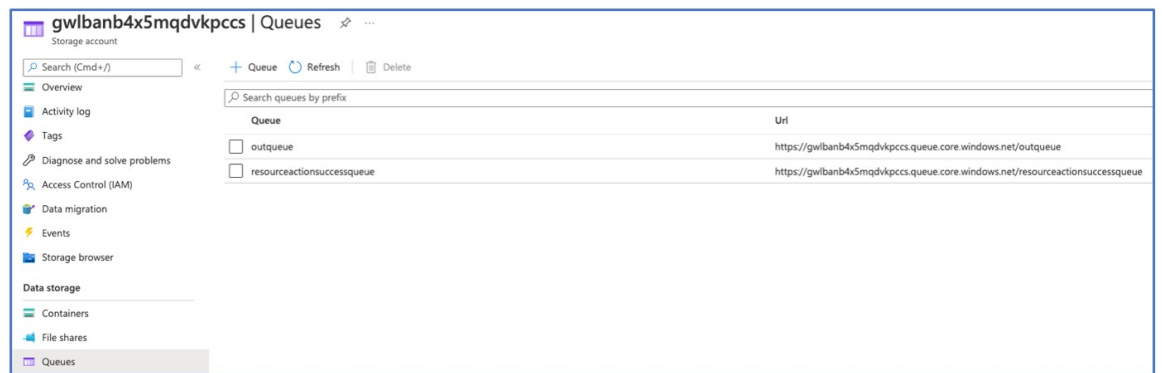 gwlbanb4x5mqdvkpccs | Queues
Storage account
Search (Cmd+/)
Overview
Activity log
Tags
Diagnose and solve problems
Access Control (IAM)
Data migration
Events
Storage browser
Data storage
Containers
File shares
Queues
+ Queue Refresh Delete
Search queues by prefix
Queue Url
outqueue https://gwlbanb4x5mqdvkpccs.queue.core.windows.net/outqueue
resourceactionsuccessqueue https://gwlbanb4x5mqdvkpccs.queue.core.windows.net/resourceactionsuccessqueue